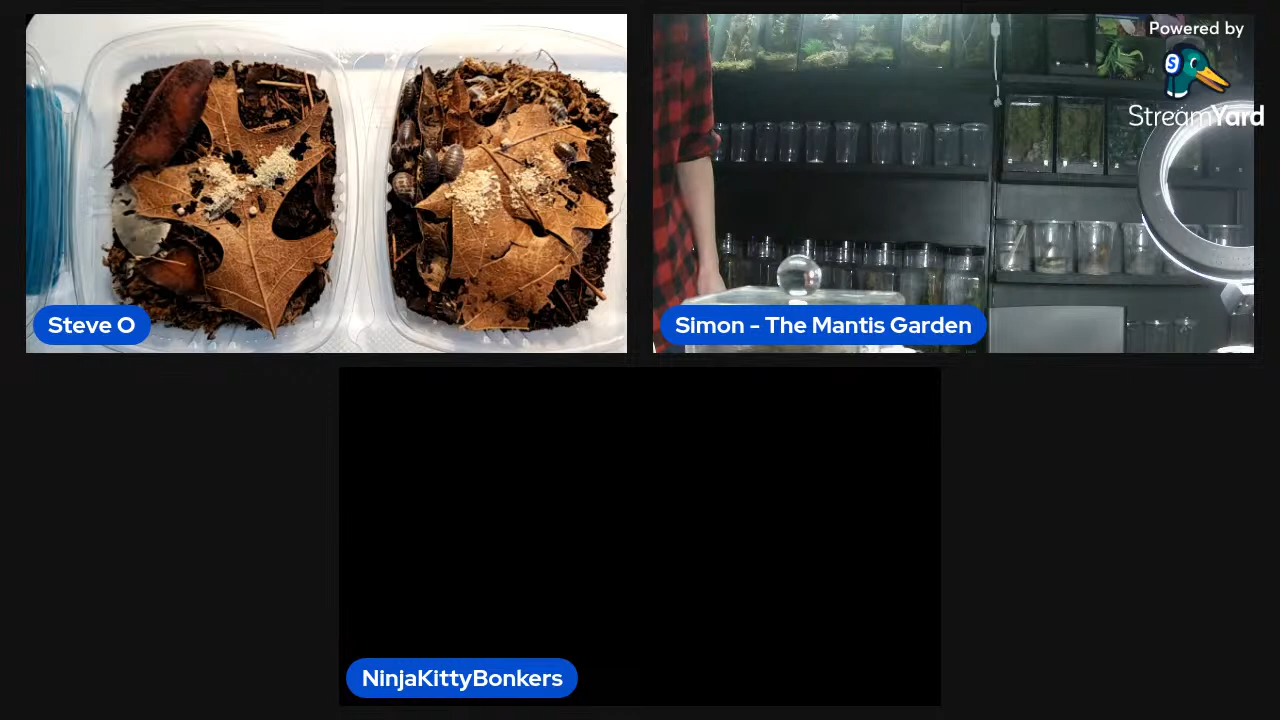 Powered by
StreamYard
Steve O
Simon - The Mantis Garden
NinjaKittyBonkers